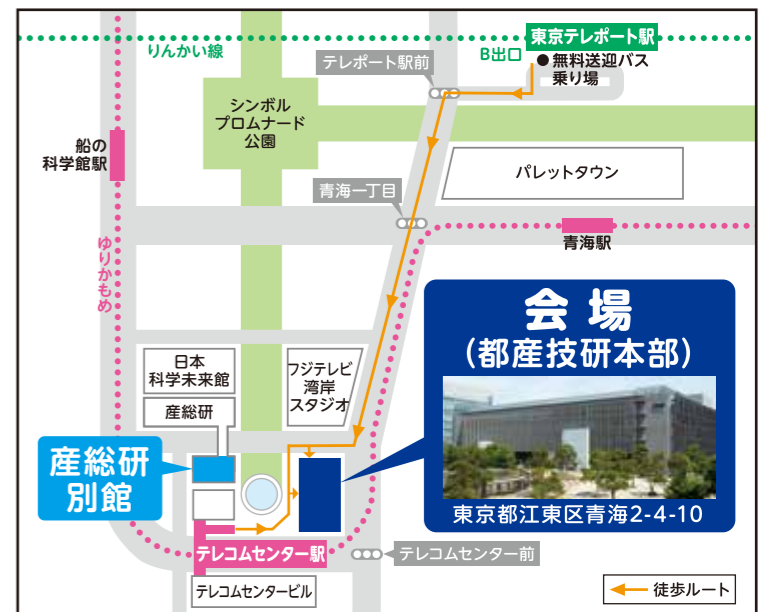 東京テレポート駅
りんかい線
B出口
●無料送迎バス
乗り場
テレポート駅前
シンボル
プロムナード
公園
船の
科学館駅
パレットタウン
青海一丁目
青海駅
ゆりかもめ
会場
(都産技研本部)
日本
科学未来館
フジテレビ
湾岸
スタジオ
産総研
産総研
別館
東京都江東区青海2-4-10
テレコムセンター駅
テレコムセンター前
テレコムセンタービル
徒歩ルート